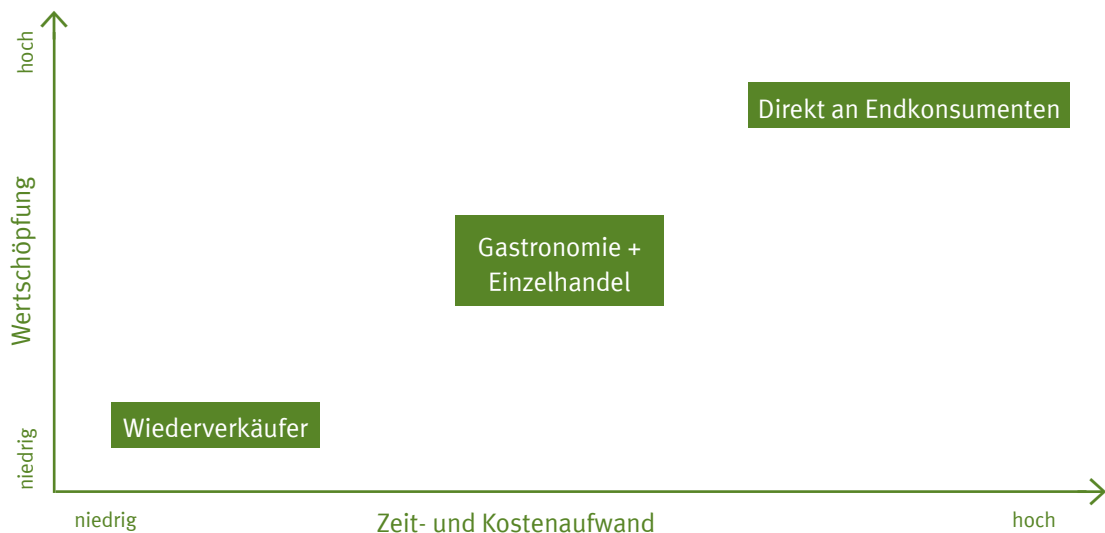 hoch
Direkt an Endkonsumenten
Wertschöpfung
Gastronomie +
Einzelhandel
Wiederverkäufer
niedrig
niedrig
Zeit- und Kostenaufwand
hoch